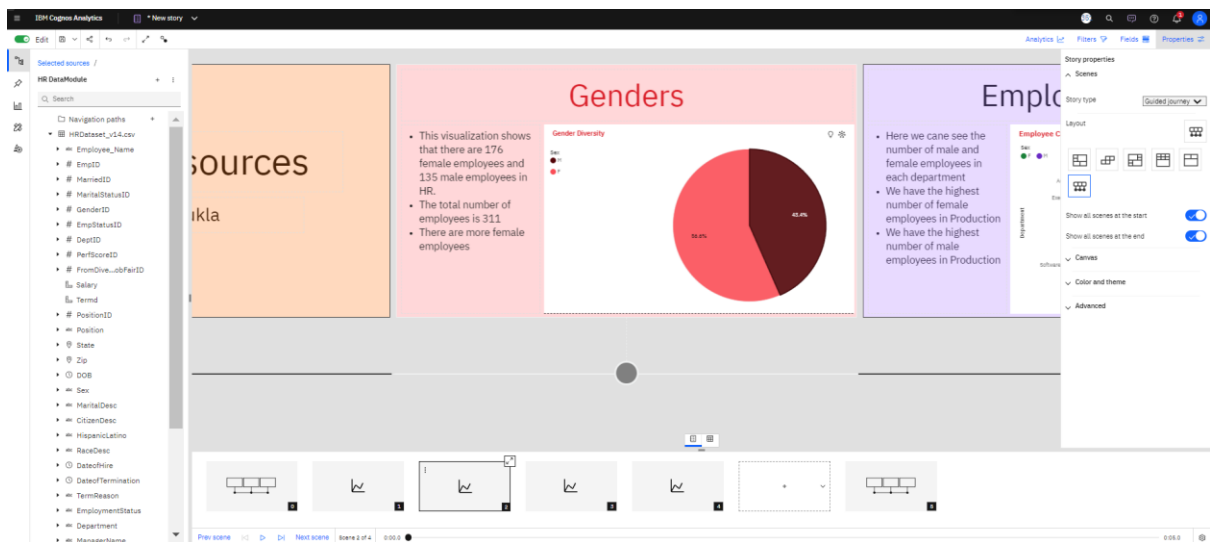 IBM Cognos Analytics
* New story
Edit
Analytics
Filters
Fields
Properties
Selected sources /
HR DataModule
Search
Navigation paths
HRDataset_v14.csv
Employee_Name
# EmpID
# MarriedID
# MaritalStatusID
# GenderID
# EmpStatusID
# DeptID
# PerfScoreID
# FromDive...obFairID
Salary
Termd
# PositionID
Position
State
Zip
DOB
Sex
MaritalDesc
CitizenDesc
HispanicLatino
RaceDesc
DateofHire
DateofTermination
TermReason
EmploymentStatus
Department
ManagerName
sources
ukla
Genders
• This visualization shows
that there are 176
female employees and
135 male employees in
HR.
• The total number of
employees is 311
• There are more female
employees
Gender Diversity
Sex
M
F
43.4%
56.6%
Emplo
• Here we cane see the
number of male and
female employees in
each department
• We have the highest
number of female
employees in Production
• We have the highest
number of male
employees in Production
Employee C
Sex
F M
Department
Software
Story properties
Scenes
Story type
Guided journey
Layout
Show all scenes at the start
Show all scenes at the end
Canvas
Color and theme
Advanced
0
1
2
3
4
+
Prev scene
Next scene
Scene 2 of 4
0:00.0
0:05.0